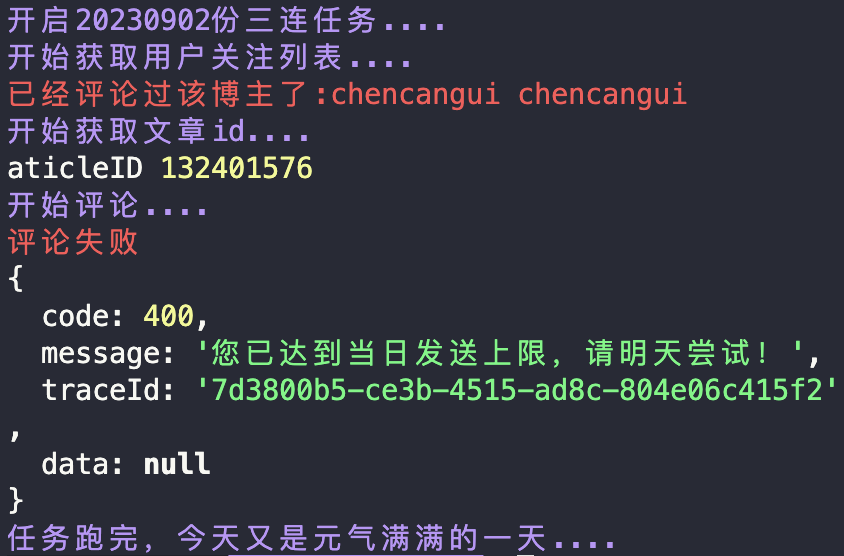 开启20230902份三连任务....
开始获取用户关注列表....
已经评论过该博主了:chencangui chencangui
开始获取文章id....
aticleID 132401576
开始评论....
评论失败
{
  code: 400,
  message: '您已达到当日发送上限，请明天尝试！',
  traceId: '7d3800b5-ce3b-4515-ad8c-804e06c415f2'
,
  data: null
}
任务跑完，今天又是元气满满的一天....